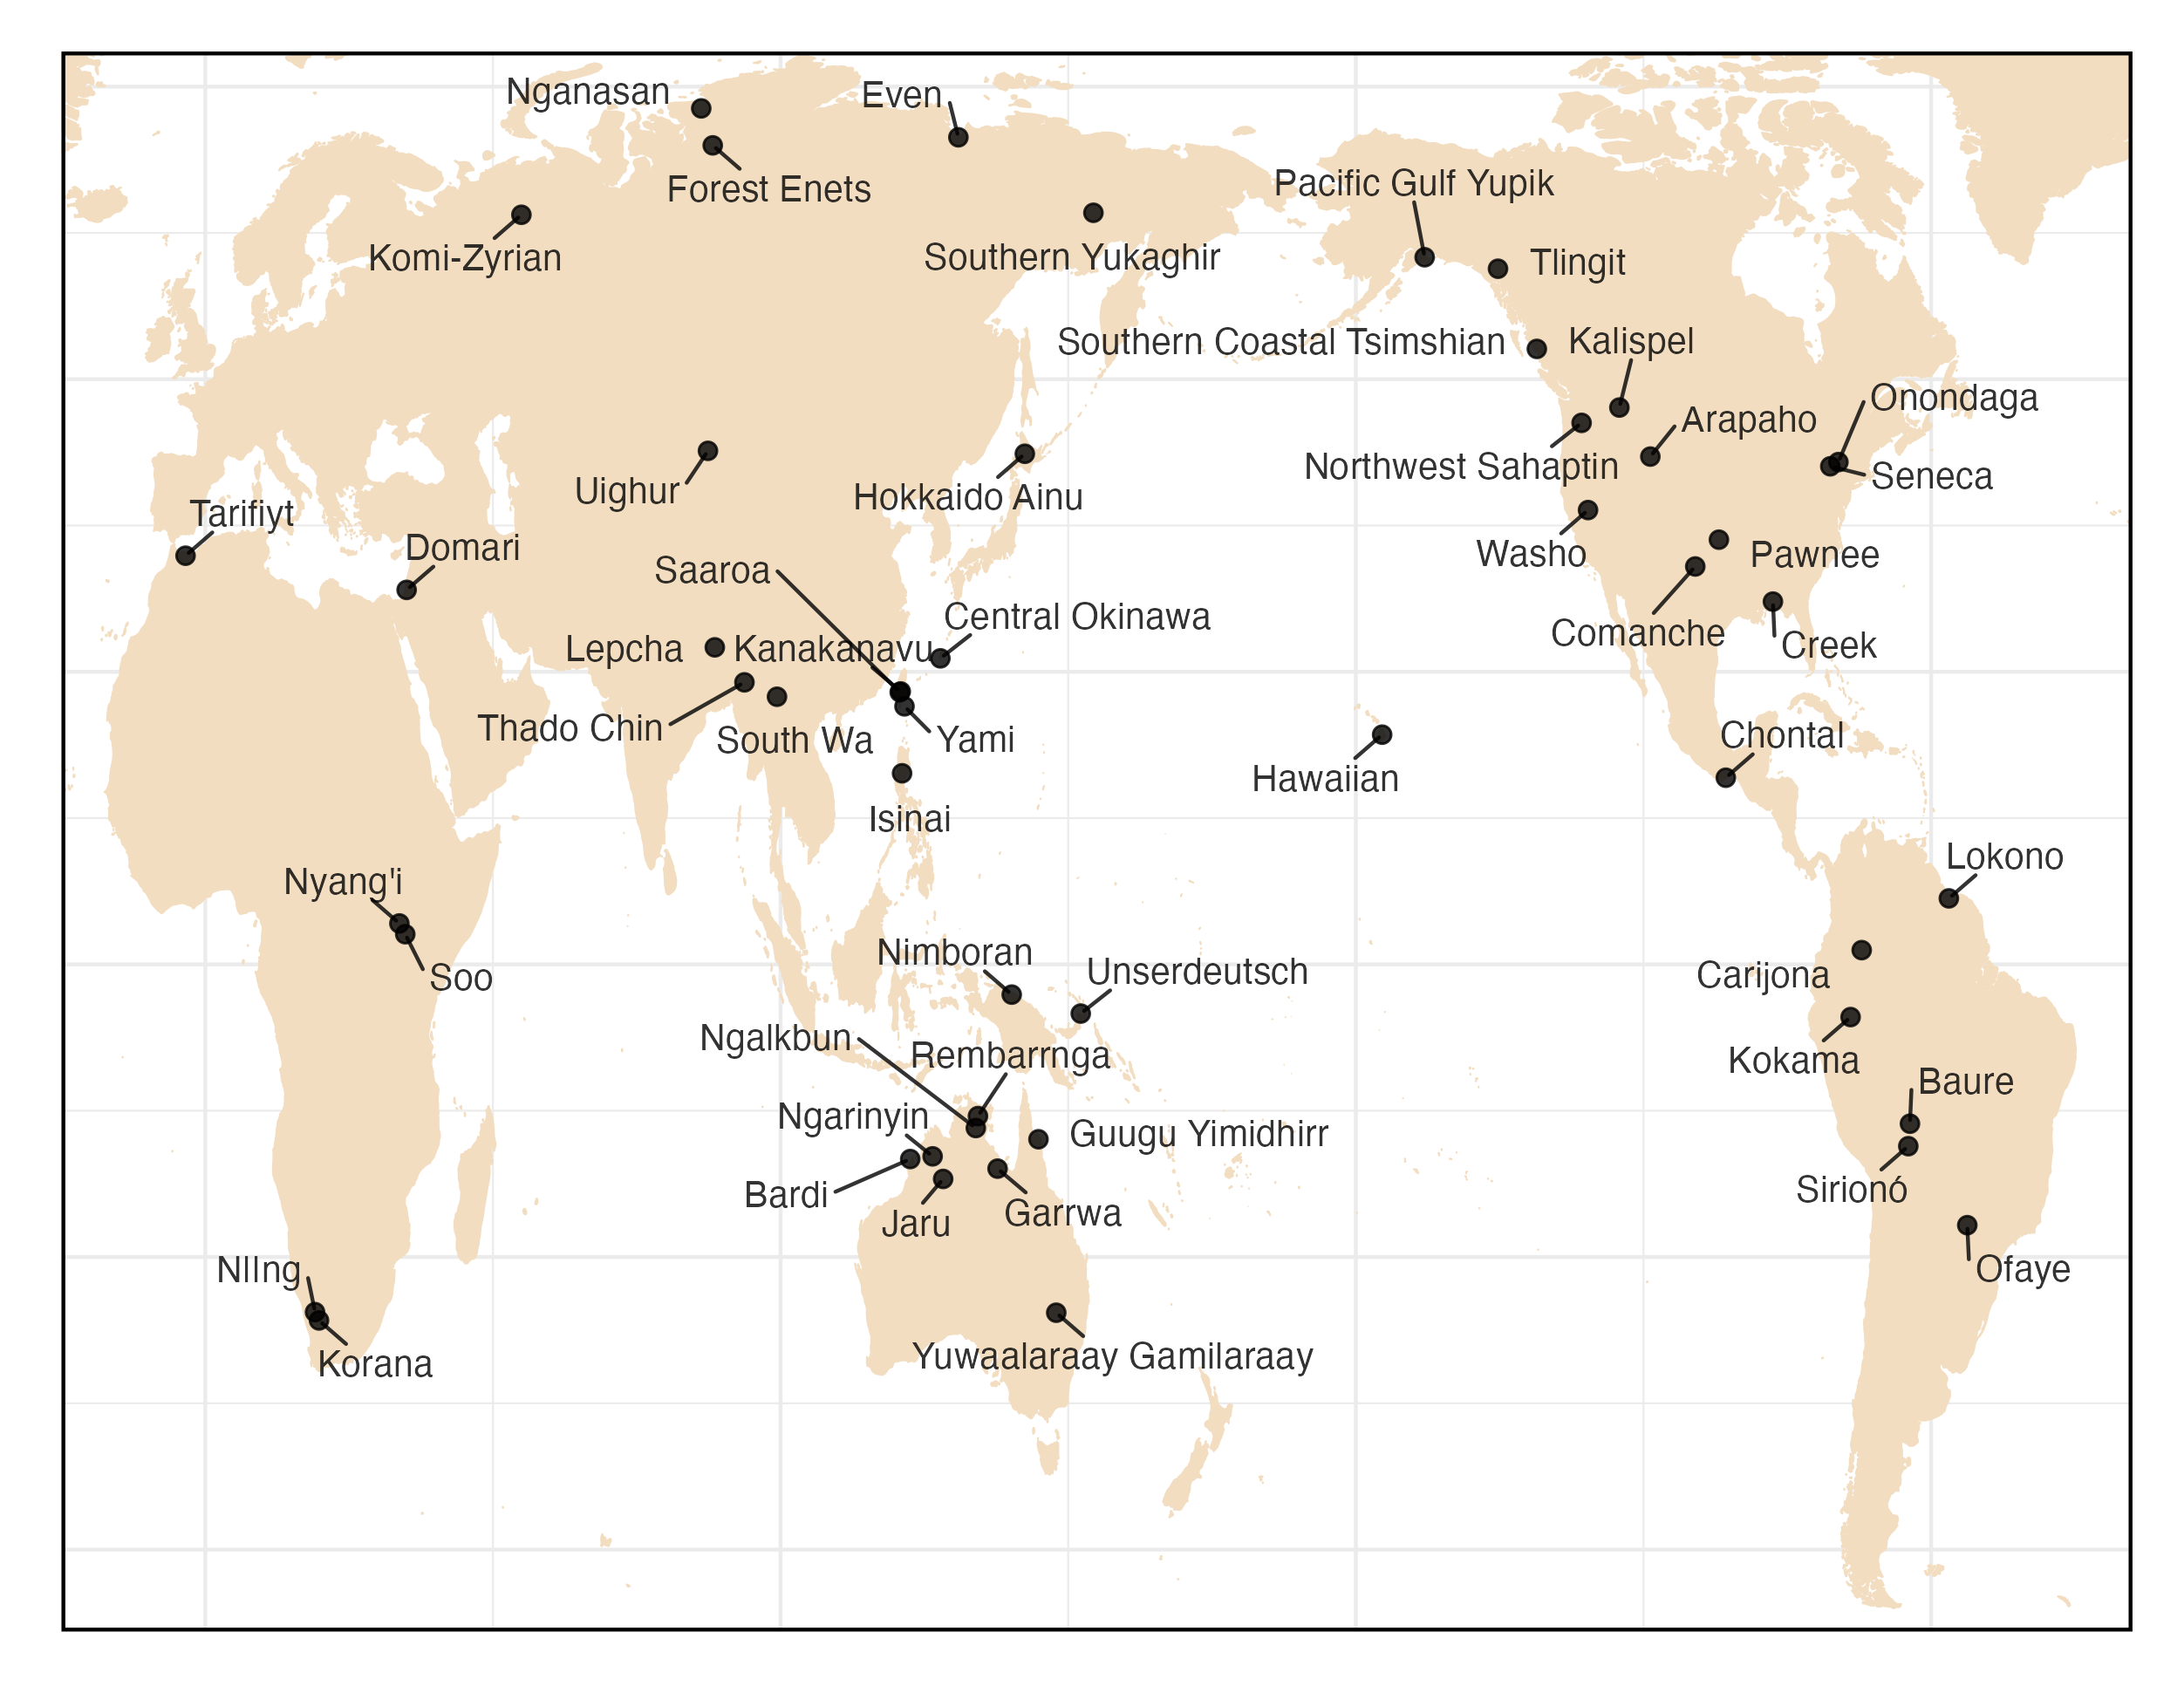 Nganasan
Even
Forest Enets
Pacific Gulf Yupik
Komi-Zyrian
Southern Yukaghir
Tlingit
Southern Coastal Tsimshian
Kalispel
Onondaga
Arapaho
Northwest Sahaptin
Seneca
Uighur
Hokkaido Ainu
Tarifiyt
Domari
Washo
Pawnee
Saaroa
Central Okinawa
Comanche
Creek
Lepcha
Kanakanavu
Thado Chin
South Wa
Yami
Chontal
Hawaiian
Isinai
Lokono
Nyang'i
Soo
Nimboran
Unserdeutsch
Carijona
Ngalkbun
Rembarrnga
Kokama
Baure
Ngarinyin
Guugu Yimidhirr
Bardi
Jaru
Garrwa
Sirionó
NIIng
Ofaye
Korana
Yuwaalaraay Gamilaraay